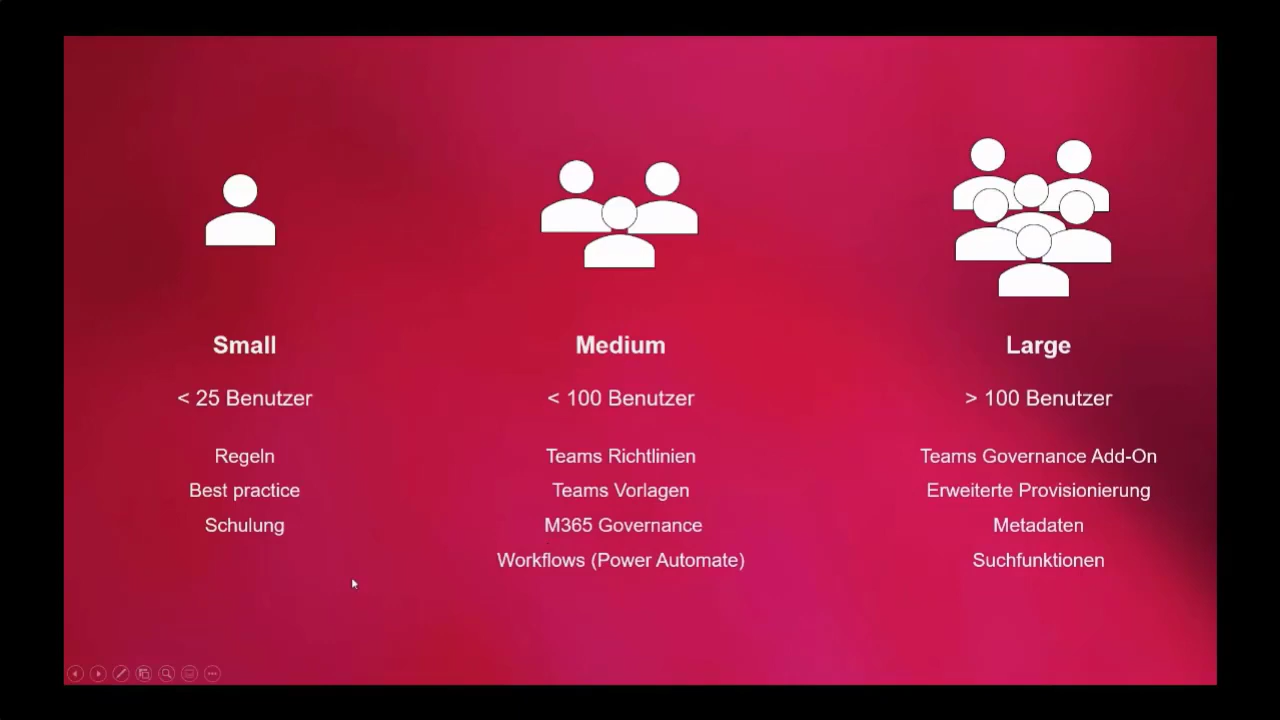 Small
< 25 Benutzer
Regeln
Best practice
Schulung
Medium
< 100 Benutzer
Teams Richtlinien
Teams Vorlagen
M365 Governance
Workflows (Power Automate)
Large
> 100 Benutzer
Teams Governance Add-On
Erweiterte Provisionierung
Metadaten
Suchfunktionen